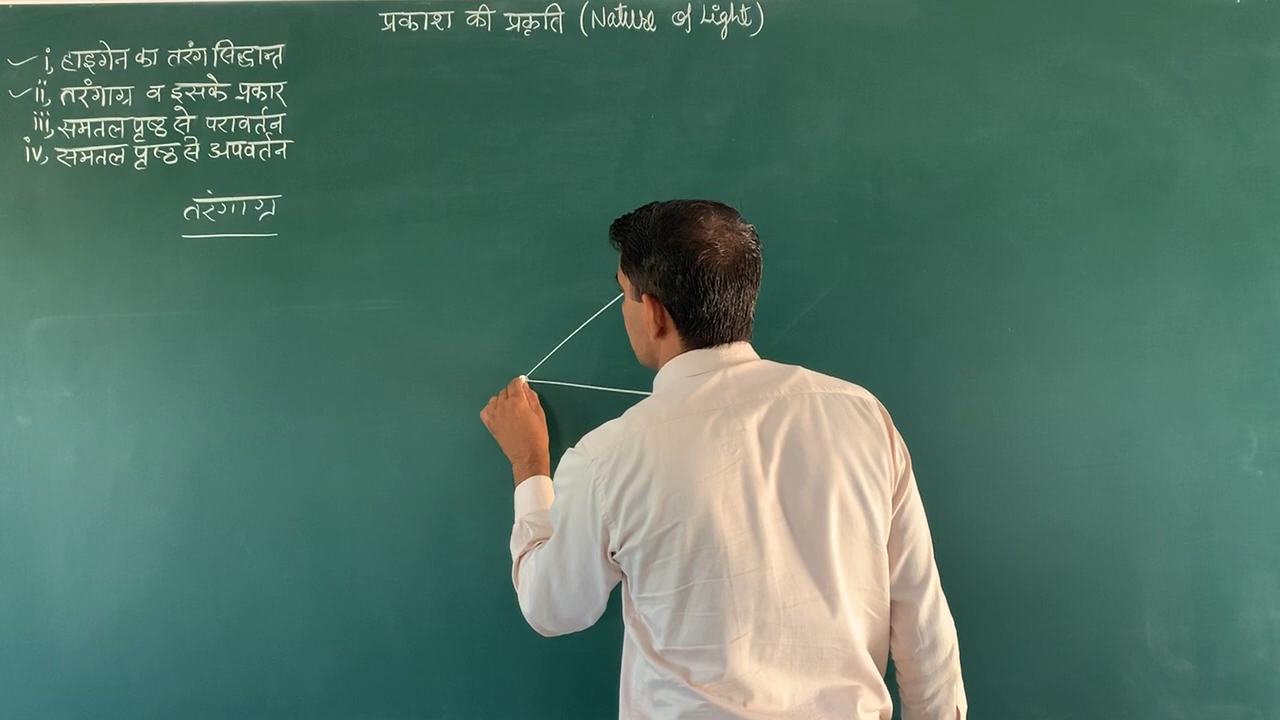 प्रकाश की प्रकृति (Nature of Light)
i, हाइगेन का तरंग सिद्धान्त
ii, तरंगाग्र व इसके प्रकार
iii, समतल पृष्ठ से परावर्तन
iv, समतल पृष्ठ से अपवर्तन
तरंगाग्र